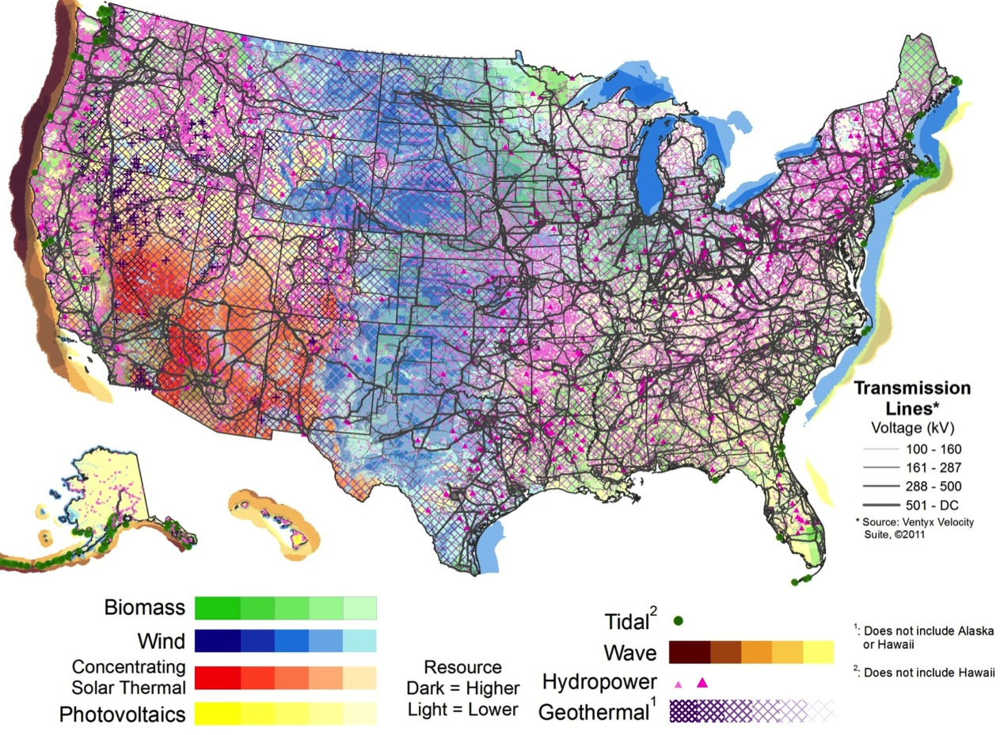 Transmission
Lines*
Voltage (kV)
100 - 160
161 - 287
288 - 500
501 - DC
* Source: Ventyx Velocity
Suite, ©2011
Biomass
Wind
Concentrating
Solar Thermal
Photovoltaics
Resource
Dark = Higher
Light = Lower
Tidal2
Wave
Hydropower
Geothermal1
1: Does not include Alaska
or Hawaii
2: Does not include Hawaii